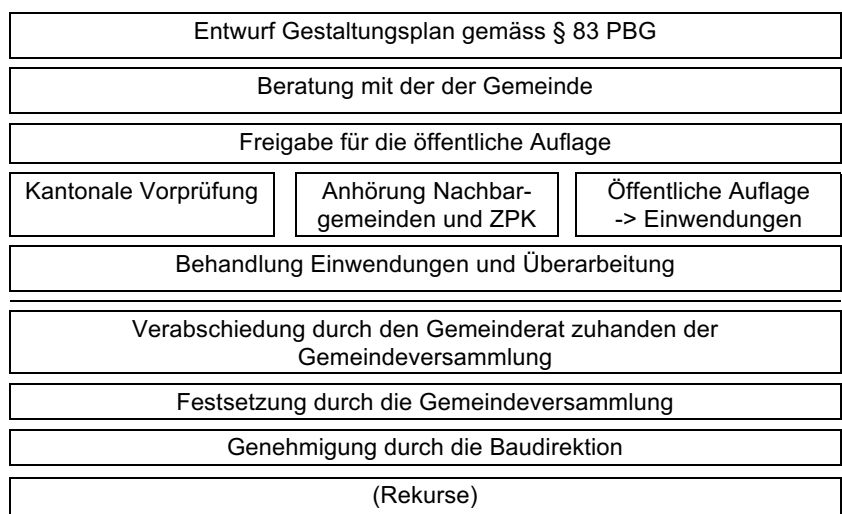 Entwurf Gestaltungsplan gemäss § 83 PBG
Beratung mit der der Gemeinde
Freigabe für die öffentliche Auflage
Kantonale Vorprüfung
Anhörung Nachbar-
gemeinden und ZPK
Öffentliche Auflage
-> Einwendungen
Behandlung Einwendungen und Überarbeitung
Verabschiedung durch den Gemeinderat zuhanden der
Gemeindeversammlung
Festsetzung durch die Gemeindeversammlung
Genehmigung durch die Baudirektion
(Rekurse)